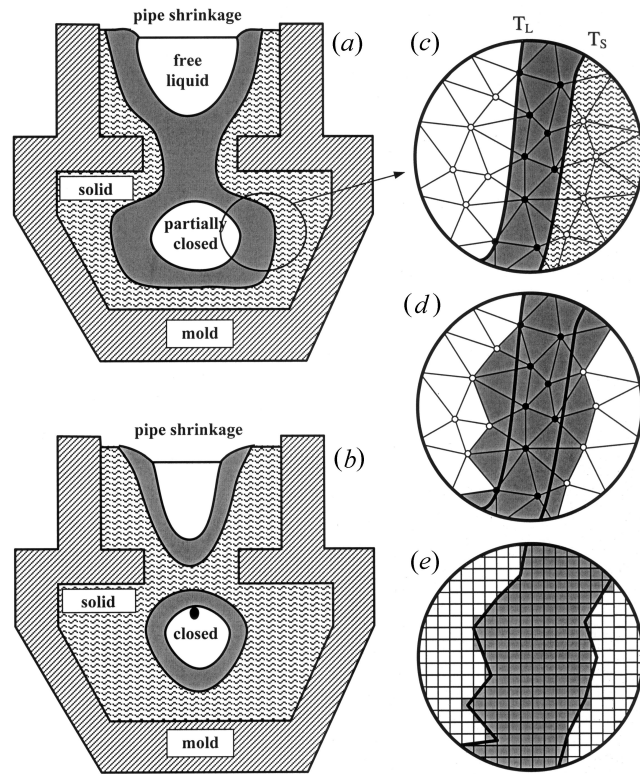 pipe shrinkage
(a)
free
liquid
solid
partially
closed
mold
pipe shrinkage
(b)
solid
closed
mold
(c)
T_L
T_S
(d)
(e)